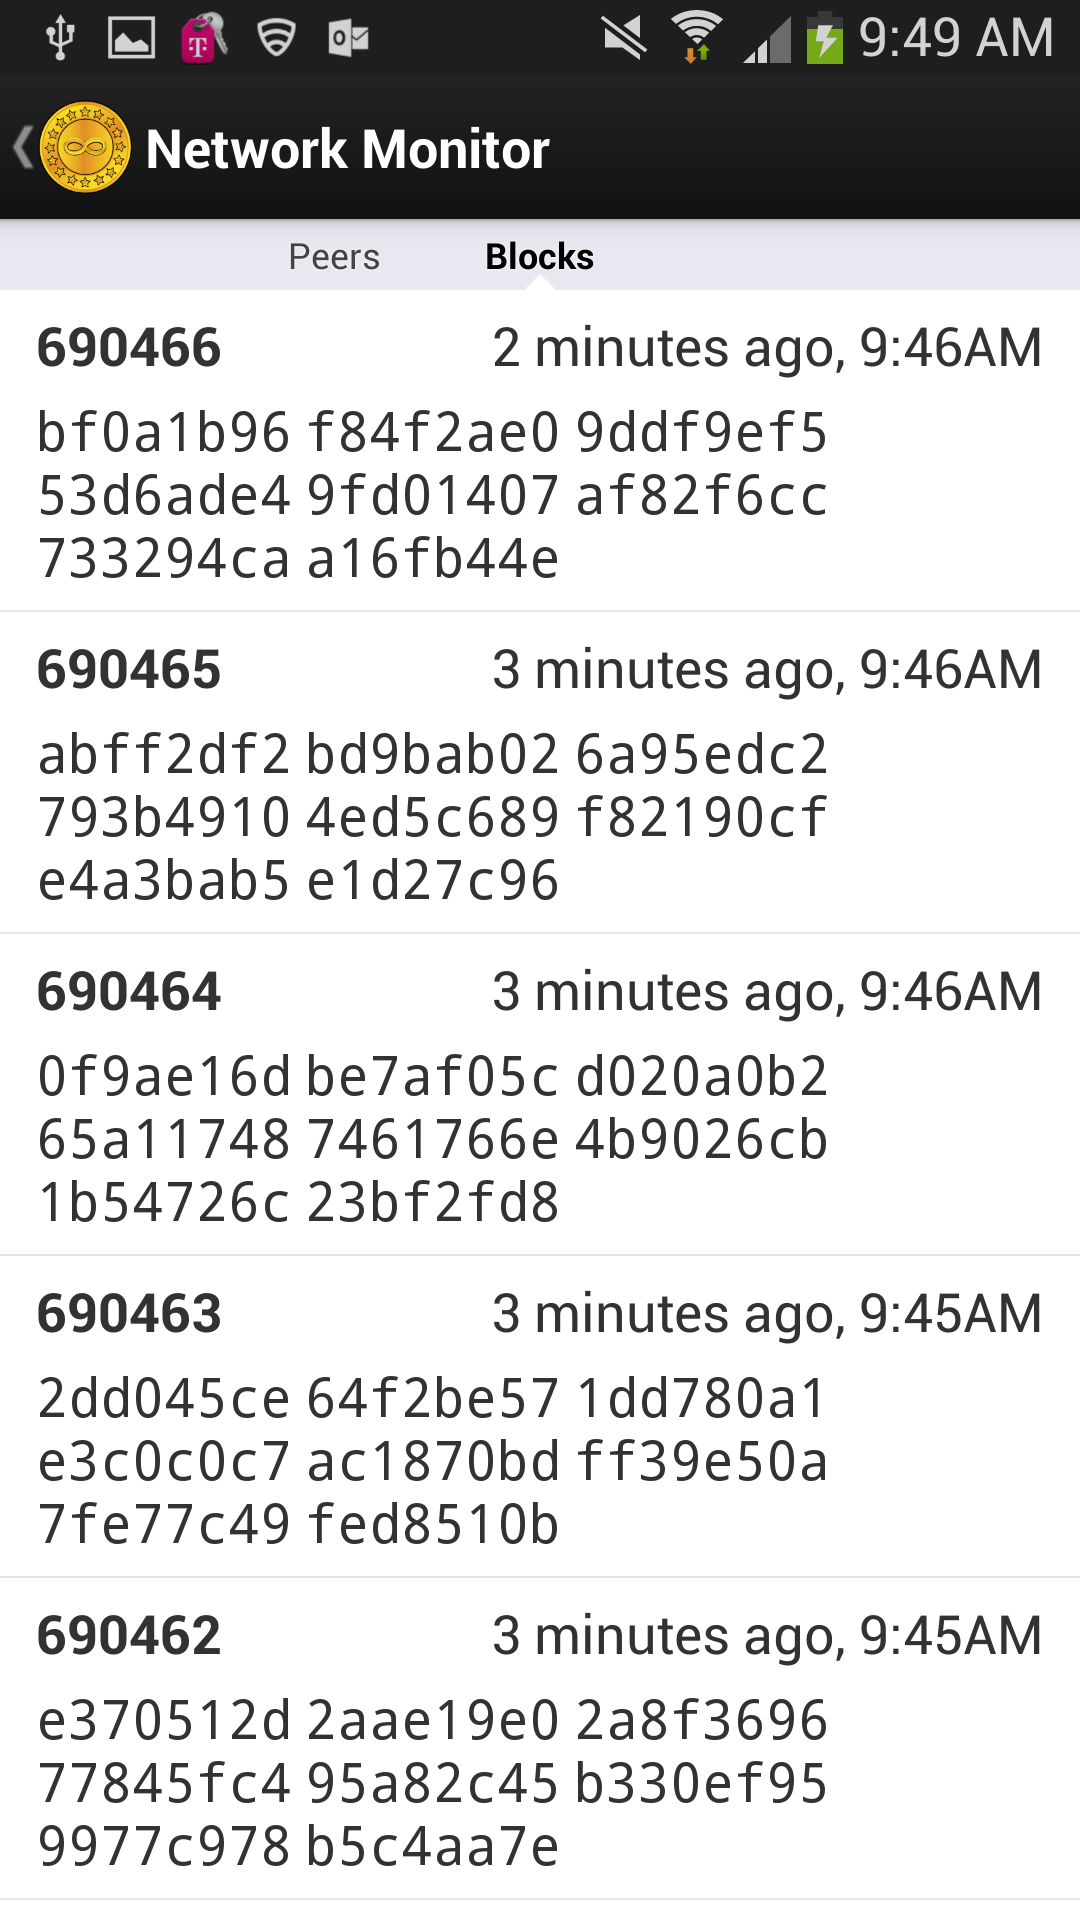 9:49 AM
Network Monitor
Peers Blocks
690466 2 minutes ago, 9:46AM
bf0a1b96 f84f2ae0 9ddf9ef5
53d6ade4 9fd01407 af82f6cc
733294ca a16fb44e
690465 3 minutes ago, 9:46AM
abff2df2 bd9bab02 6a95edc2
793b4910 4ed5c689 f82190cf
e4a3bab5 e1d27c96
690464 3 minutes ago, 9:46AM
0f9ae16d be7af05c d020a0b2
65a11748 7461766e 4b9026cb
1b54726c 23bf2fd8
690463 3 minutes ago, 9:45AM
2dd045ce 64f2be57 1dd780a1
e3c0c0c7 ac1870bd ff39e50a
7fe77c49 fed8510b
690462 3 minutes ago, 9:45AM
e370512d 2aae19e0 2a8f3696
77845fc4 95a82c45 b330ef95
9977c978 b5c4aa7e